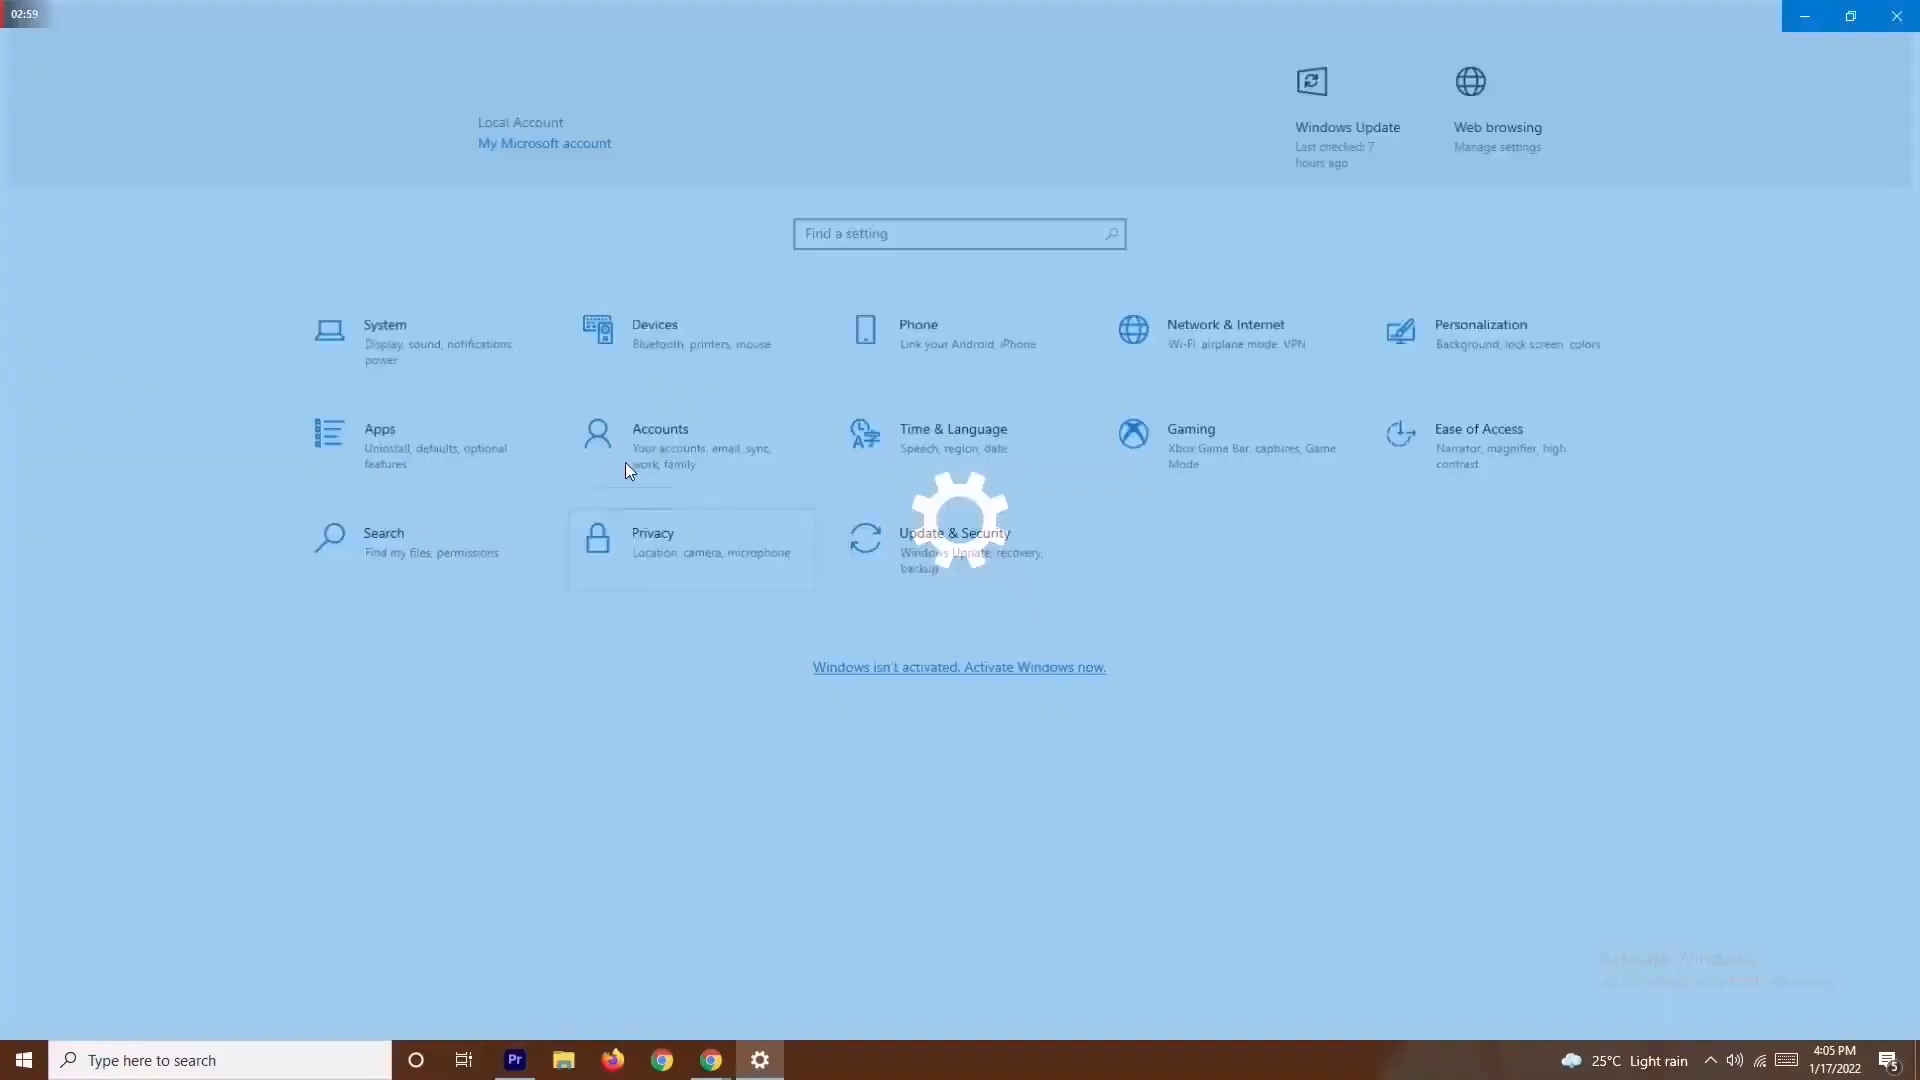 02:59
Local Account
My Microsoft account
Windows Update
Last checked: 7
hours ago
Web browsing
Manage settings
Find a setting
System
Display, sound, notifications,
power
Devices
Bluetooth, printers, mouse
Phone
Link your Android, iPhone
Network & Internet
Wi-Fi, airplane mode, VPN
Personalization
Background, lock screen, colors
Apps
Uninstall, defaults, optional
features
Accounts
Your accounts, email, sync,
work, family
Time & Language
Speech, region, date
Gaming
Xbox Game Bar, captures, Game
Mode
Ease of Access
Narrator, magnifier, high
contrast
Search
Find my files, permissions
Privacy
Location, camera, microphone
Update & Security
Windows Update, recovery,
backup
Windows isn't activated. Activate Windows now.
Activate Windows
Type here to search
Pr
25°C Light rain
4:05 PM
1/17/2022
5